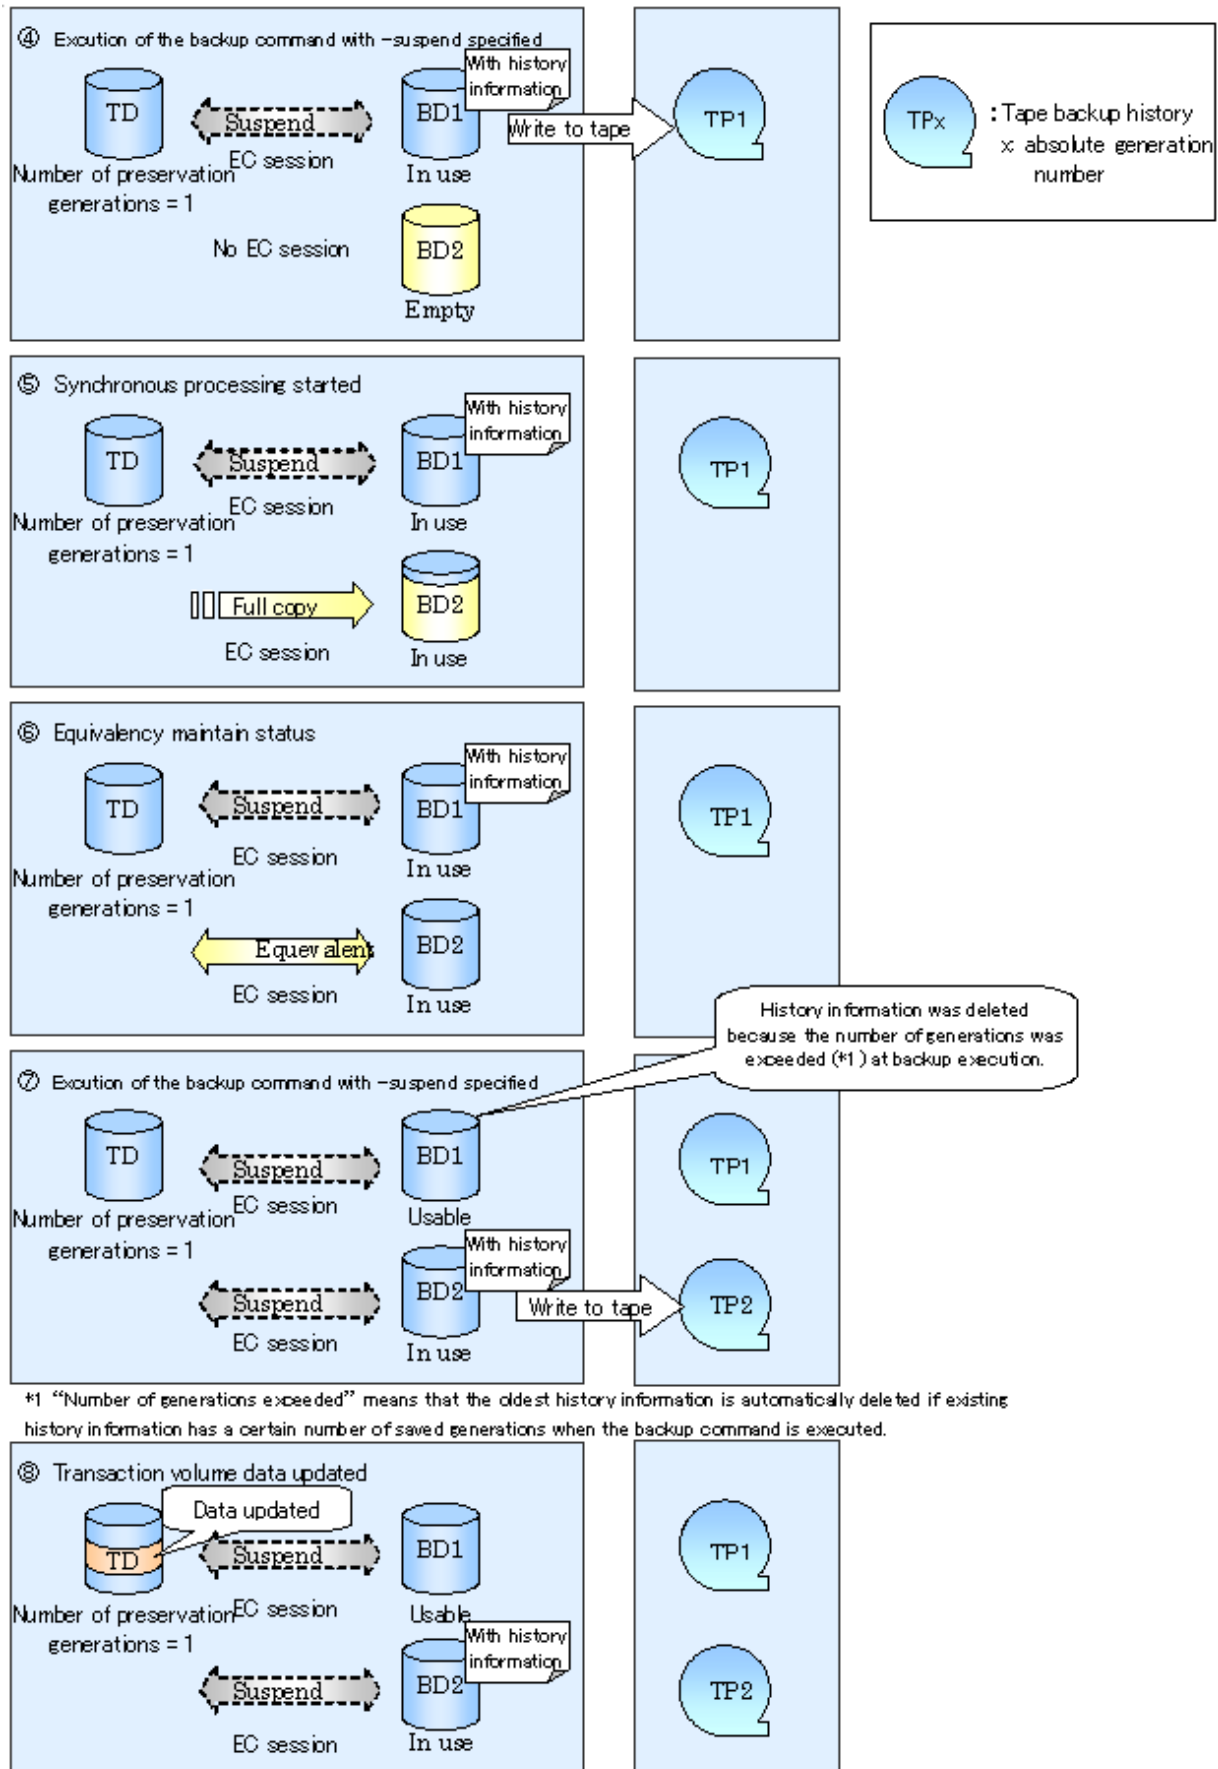 ④ Excution of the backup command with -suspend specified
With history
information
TD
Suspend
BD1
Write to tape
TP1
EC session
Number of preservation
generations = 1
In use
No EC session
BD2
Empty
TPx
: Tape backup history
x: absolute generation
number
⑤ Synchronous processing started
With history
information
TD
Suspend
BD1
TP1
EC session
Number of preservation
generations = 1
In use
Full copy
BD2
EC session
In use
⑥ Equivalency maintain status
With history
information
TD
Suspend
BD1
TP1
EC session
Number of preservation
generations = 1
In use
Equevalent
BD2
EC session
In use
History information was deleted
because the number of generations was
exceeded (*1) at backup execution.
⑦ Excution of the backup command with -suspend specified
TD
Suspend
BD1
TP1
EC session
Number of preservation
generations = 1
Usable
With history
information
Suspend
BD2
Write to tape
TP2
EC session
In use
*1 “Number of generations exceeded” means that the oldest history information is automatically deleted if existing
history information has a certain number of saved generations when the backup command is executed.
⑧ Transaction volume data updated
Data updated
TD
Suspend
BD1
TP1
EC session
Number of preservation
generations = 1
Usable
With history
information
Suspend
BD2
TP2
EC session
In use